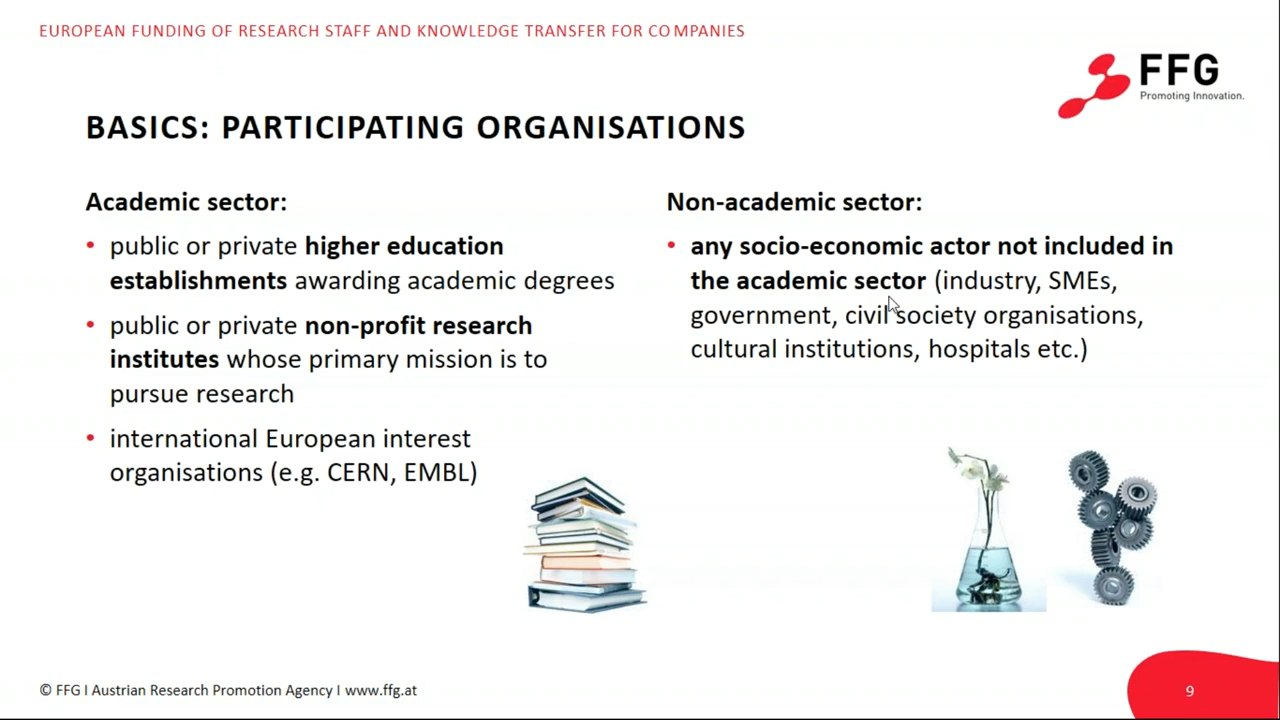 EUROPEAN FUNDING OF RESEARCH STAFF AND KNOWLEDGE TRANSFER FOR COMPANIES
FFG
Promoting Innovation.
BASICS: PARTICIPATING ORGANISATIONS
Academic sector:
• public or private higher education
establishments awarding academic degrees
• public or private non-profit research
institutes whose primary mission is to
pursue research
• international European interest
organisations (e.g. CERN, EMBL)
Non-academic sector:
• any socio-economic actor not included in
the academic sector (industry, SMEs,
government, civil society organisations,
cultural institutions, hospitals etc.)
© FFG I Austrian Research Promotion Agency I www.ffg.at
9